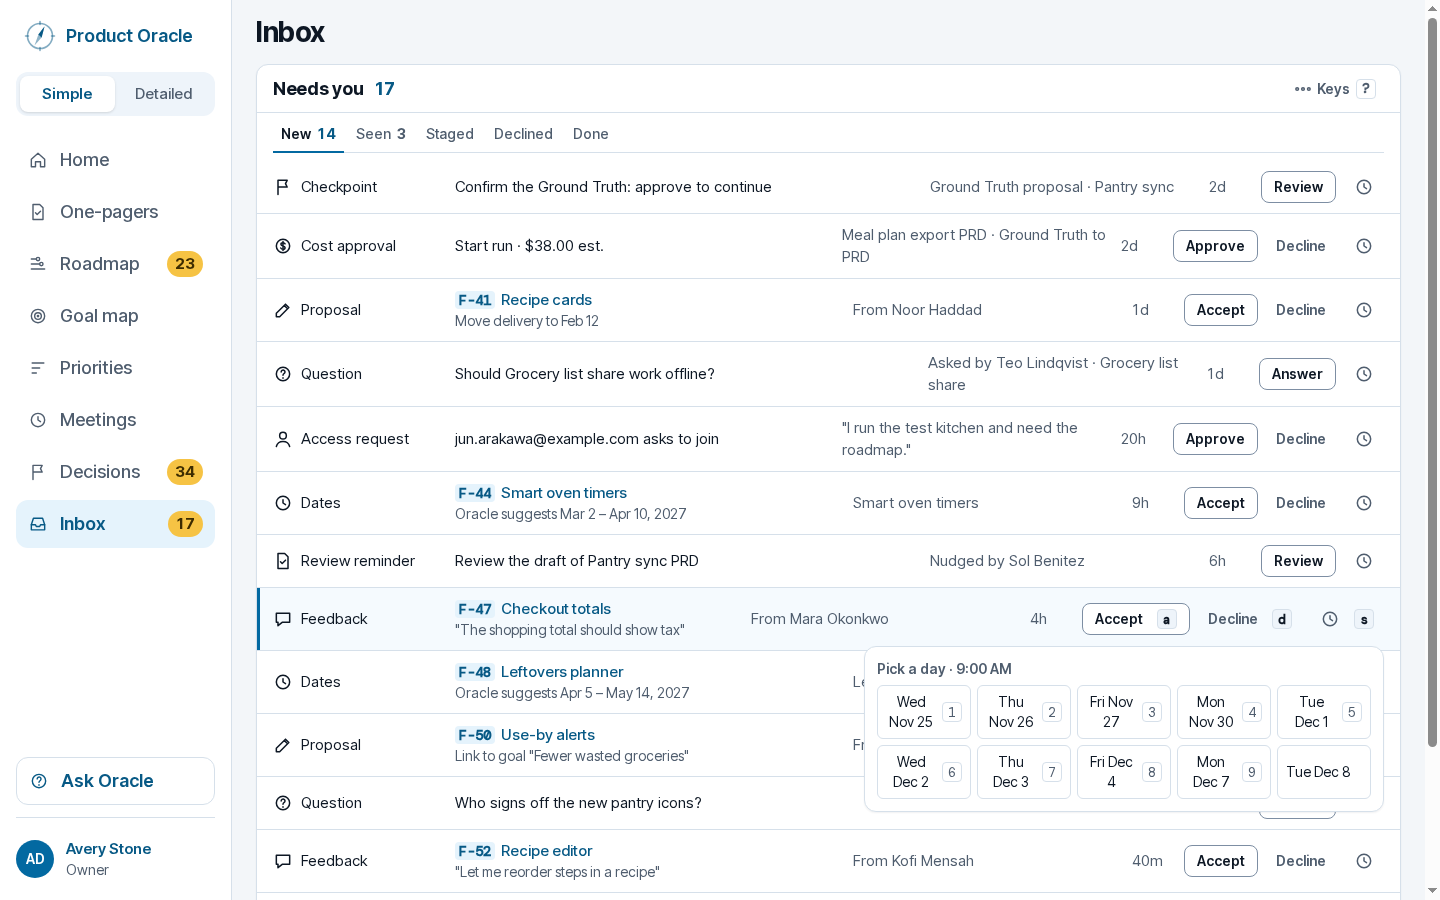 Product Oracle
Simple Detailed
Home
One-pagers
Roadmap 23
Goal map
Priorities
Meetings
Decisions 34
Inbox 17
Ask Oracle
AD
Avery Stone
Owner
Inbox
Needs you 17 Keys ?
New 14 Seen 3 Staged Declined Done
Checkpoint Confirm the Ground Truth: approve to continue Ground Truth proposal · Pantry sync 2d Review
Cost approval Start run · $38.00 est. Meal plan export PRD · Ground Truth to
PRD 2d Approve Decline
Proposal F-41 Recipe cards
Move delivery to Feb 12 From Noor Haddad 1d Accept Decline
Question Should Grocery list share work offline? Asked by Teo Lindqvist · Grocery list
share 1d Answer
Access request jun.arakawa@example.com asks to join "I run the test kitchen and need the
roadmap." 20h Approve Decline
Dates F-44 Smart oven timers
Oracle suggests Mar 2 – Apr 10, 2027 Smart oven timers 9h Accept Decline
Review reminder Review the draft of Pantry sync PRD Nudged by Sol Benitez 6h Review
Feedback F-47 Checkout totals
"The shopping total should show tax" From Mara Okonkwo 4h Accept a Decline d s
Pick a day · 9:00 AM
Wed
Nov 25 1
Thu
Nov 26 2
Fri Nov
27 3
Mon
Nov 30 4
Tue
Dec 1 5
Wed
Dec 2 6
Thu
Dec 3 7
Fri Dec
4 8
Mon
Dec 7 9
Tue Dec 8
Dates F-48 Leftovers planner
Oracle suggests Apr 5 – May 14, 2027
Proposal F-50 Use-by alerts
Link to goal "Fewer wasted groceries"
Question Who signs off the new pantry icons?
Feedback F-52 Recipe editor
"Let me reorder steps in a recipe" From Kofi Mensah 40m Accept Decline